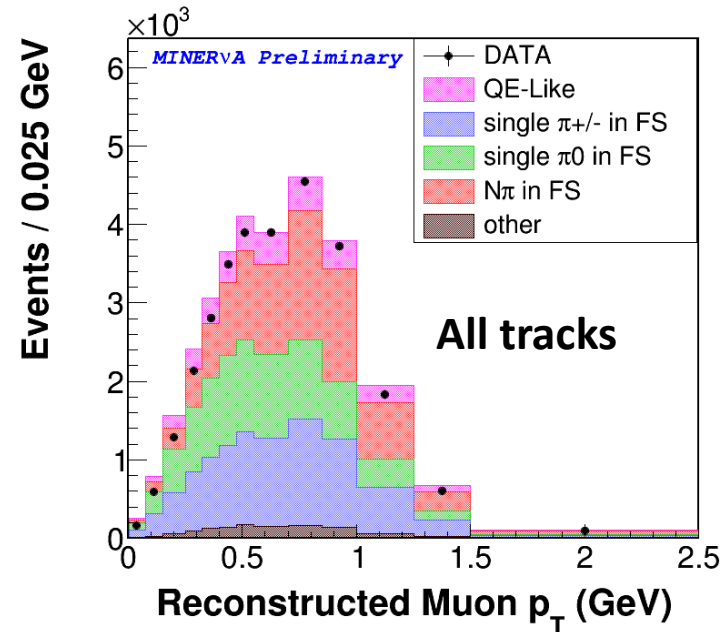 ×10³
MINERνA Preliminary
DATA
QE-Like
single π+/- in FS
single π0 in FS
Nπ in FS
other
All tracks
Events / 0.025 GeV
6
5
4
3
2
1
0
0 0.5 1 1.5 2 2.5
Reconstructed Muon p_T (GeV)